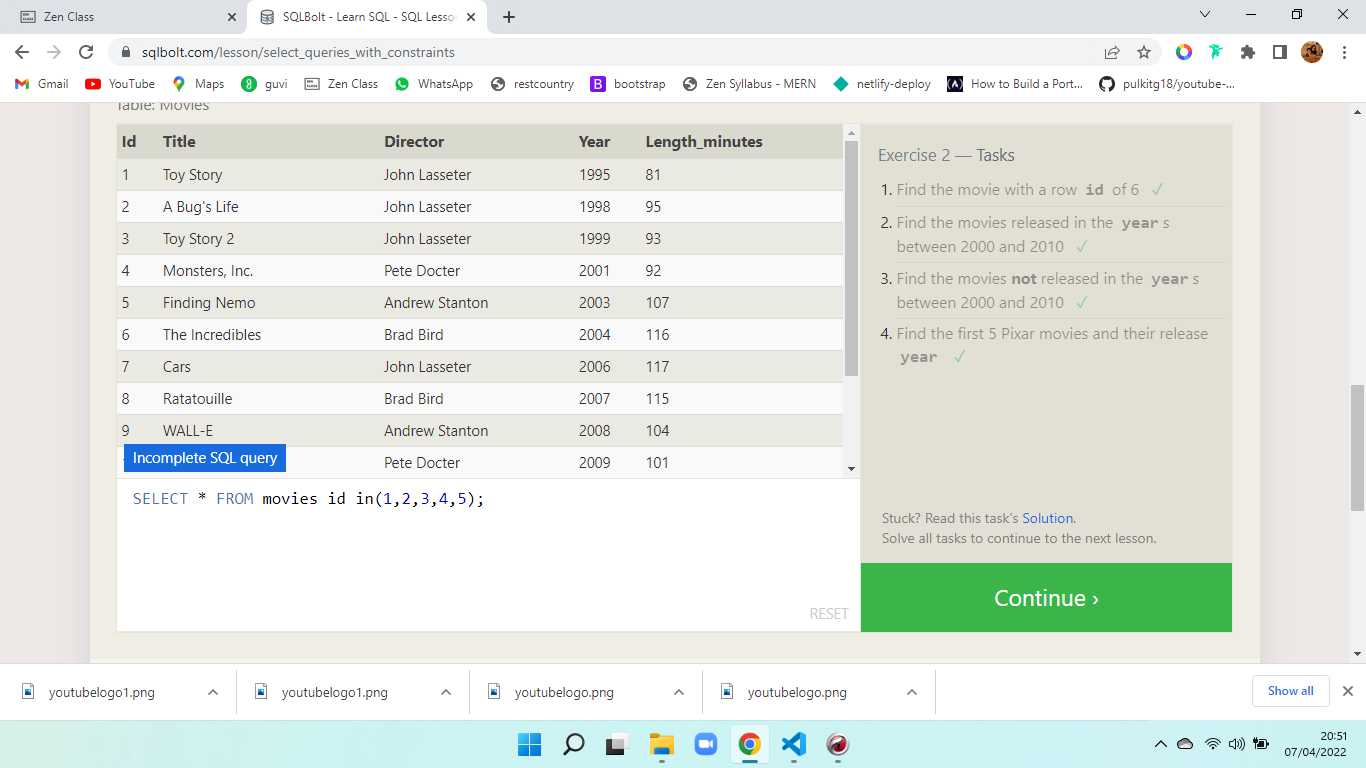 Zen Class
SQLBolt - Learn SQL - SQL Lesson
sqlbolt.com/lesson/select_queries_with_constraints
Gmail YouTube Maps guvi Zen Class WhatsApp restcountry bootstrap Zen Syllabus - MERN netlify-deploy How to Build a Port... pulkitg18/youtube-...
Table: Movies
Id Title Director Year Length_minutes
1 Toy Story John Lasseter 1995 81
2 A Bug's Life John Lasseter 1998 95
3 Toy Story 2 John Lasseter 1999 93
4 Monsters, Inc. Pete Docter 2001 92
5 Finding Nemo Andrew Stanton 2003 107
6 The Incredibles Brad Bird 2004 116
7 Cars John Lasseter 2006 117
8 Ratatouille Brad Bird 2007 115
9 WALL-E Andrew Stanton 2008 104
Pete Docter 2009 101
Incomplete SQL query
SELECT * FROM movies id in(1,2,3,4,5);
RESET
Exercise 2 — Tasks
1. Find the movie with a row id of 6 ✓
2. Find the movies released in the year s
between 2000 and 2010 ✓
3. Find the movies not released in the year s
between 2000 and 2010 ✓
4. Find the first 5 Pixar movies and their release
year ✓
Stuck? Read this task's Solution.
Solve all tasks to continue to the next lesson.
Continue ›
youtubelogo1.png youtubelogo1.png youtubelogo.png youtubelogo.png Show all
20:51
07/04/2022